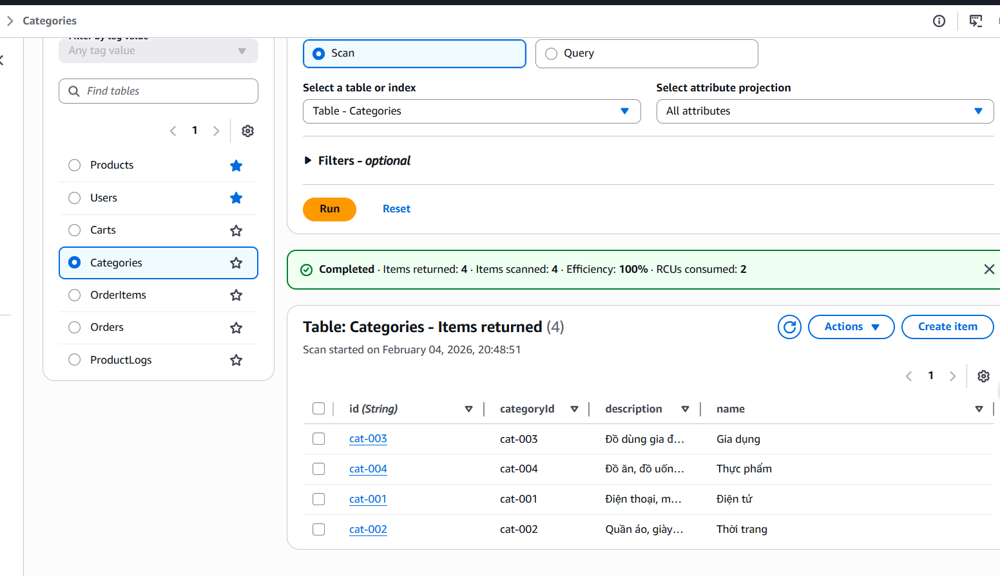 Categories
Filter by tag value
Any tag value
Find tables
1
Products
Users
Carts
Categories
OrderItems
Orders
ProductLogs
Scan
Query
Select a table or index
Select attribute projection
Table - Categories
All attributes
Filters - optional
Run
Reset
Completed · Items returned: 4 · Items scanned: 4 · Efficiency: 100% · RCUs consumed: 2
Table: Categories - Items returned (4)
Scan started on February 04, 2026, 20:48:51
Actions
Create item
1
id (String) categoryId description name
cat-003 cat-003 Đồ dùng gia đ... Gia dụng
cat-004 cat-004 Đồ ăn, đồ uốn... Thực phẩm
cat-001 cat-001 Điện thoại, m... Điện tử
cat-002 cat-002 Quần áo, giày... Thời trang